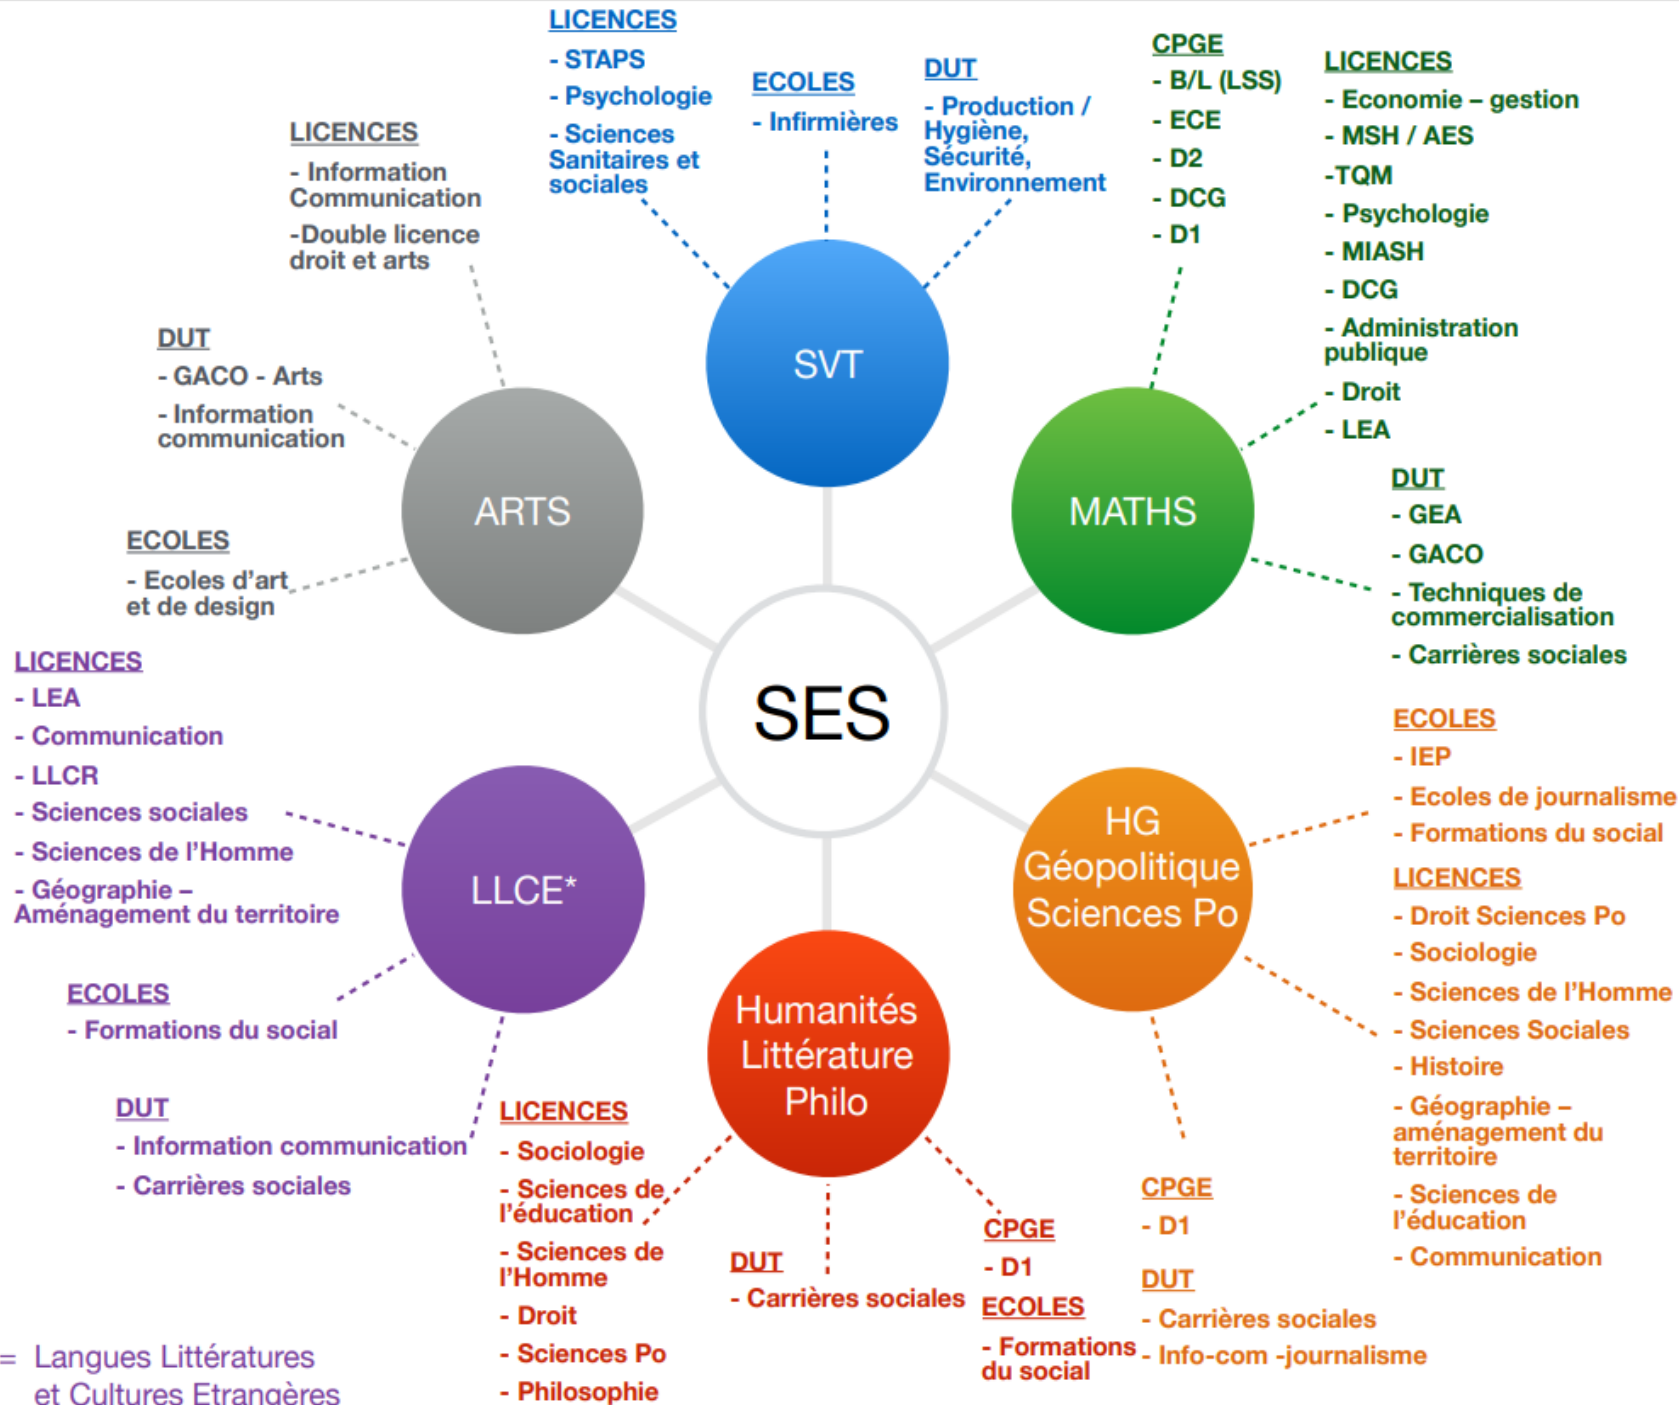 LICENCES
- STAPS
- Psychologie
- Sciences
Sanitaires et
sociales
ECOLES
- Infirmières
DUT
- Production /
Hygiène,
Sécurité,
Environnement
CPGE
- B/L (LSS)
- ECE
- D2
- DCG
- D1
LICENCES
- Economie – gestion
- MSH / AES
-TQM
- Psychologie
- MIASH
- DCG
- Administration
publique
- Droit
- LEA
LICENCES
- Information
Communication
-Double licence
droit et arts
DUT
- GACO - Arts
- Information
communication
ECOLES
- Ecoles d'art
et de design
SVT
ARTS
MATHS
DUT
- GEA
- GACO
- Techniques de
commercialisation
- Carrières sociales
SES
LICENCES
- LEA
- Communication
- LLCR
- Sciences sociales
- Sciences de l'Homme
- Géographie –
Aménagement du territoire
ECOLES
- Formations du social
DUT
- Information communication
- Carrières sociales
LLCE*
HG
Géopolitique
Sciences Po
ECOLES
- IEP
- Ecoles de journalisme
- Formations du social
LICENCES
- Droit Sciences Po
- Sociologie
- Sciences de l'Homme
- Sciences Sociales
- Histoire
- Géographie –
aménagement du
territoire
- Sciences de
l'éducation
- Communication
Humanités
Littérature
Philo
LICENCES
- Sociologie
- Sciences de
l'éducation
- Sciences de
l'Homme
- Droit
- Sciences Po
- Philosophie
DUT
- Carrières sociales
CPGE
- D1
ECOLES
- Formations
du social
CPGE
- D1
DUT
- Carrières sociales
- Info-com -journalisme
= Langues Littératures
et Cultures Etrangères